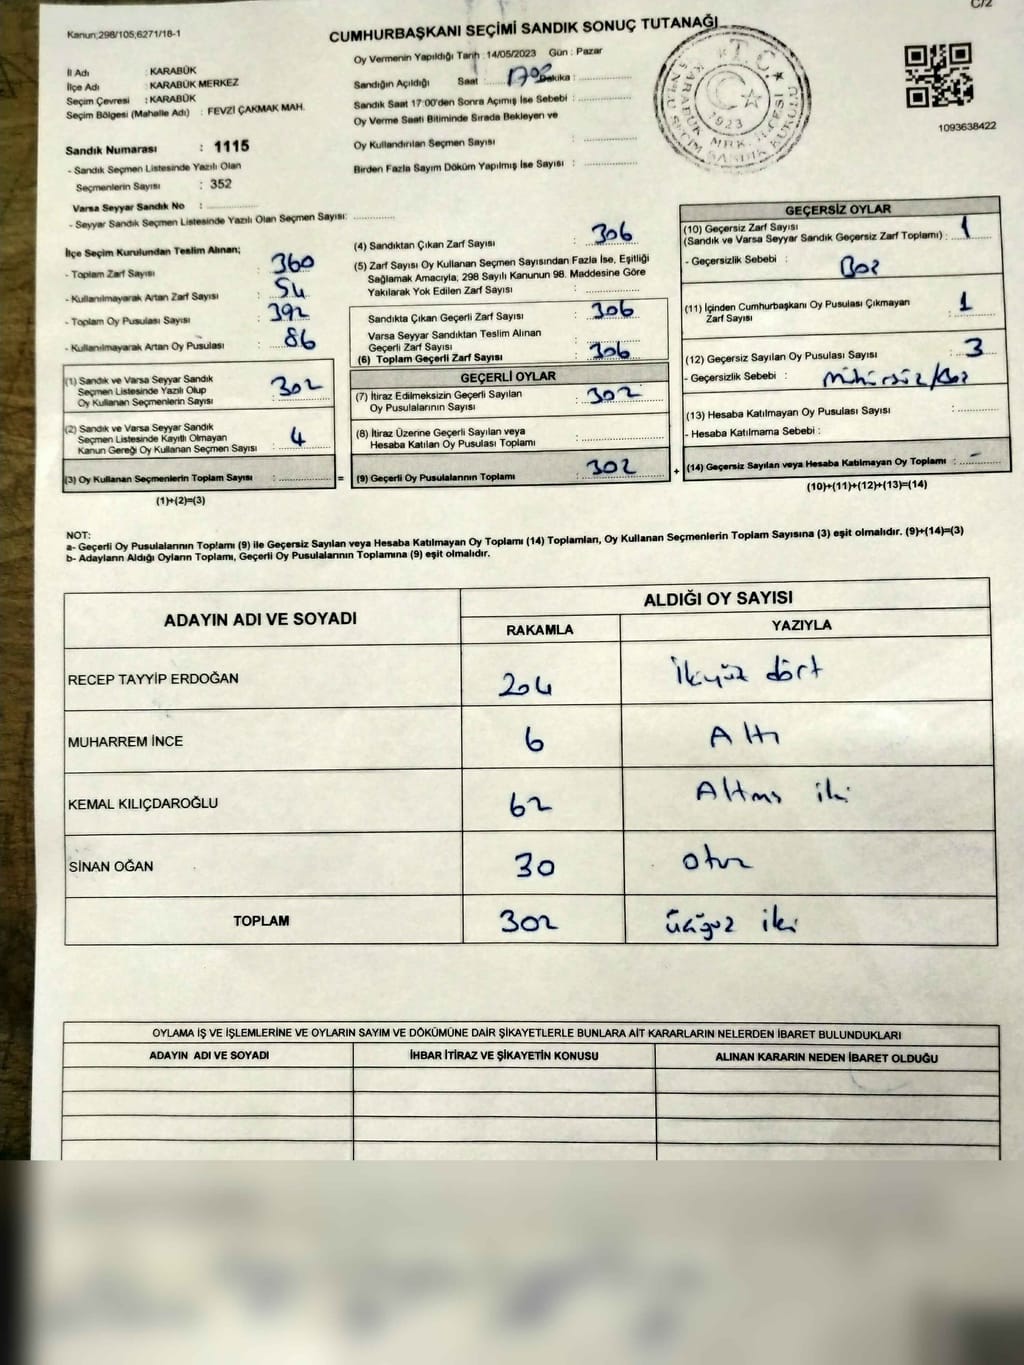 C/2
Kanun;298/105;6271/18-1
CUMHURBAŞKANI SEÇİMİ SANDIK SONUÇ TUTANAĞI
Oy Vermenin Yapıldığı Tarih :14/05/2023 Gün : Pazar
İl Adı : KARABÜK
İlçe Adı : KARABÜK MERKEZ
Seçim Çevresi : KARABÜK
Seçim Bölgesi (Mahalle Adı) : FEVZİ ÇAKMAK MAH.
Sandık Numarası : 1115
- Sandık Seçmen Listesinde Yazılı Olan
Seçmenlerin Sayısı : 352
Varsa Seyyar Sandık No :
- Seyyar Sandık Seçmen Listesinde Yazılı Olan Seçmen Sayısı:
Sandığın Açıldığı Saat : 1700 Dakika :
Sandık Saat 17:00'den Sonra Açımış İse Sebebi :
Oy Verme Saati Bitiminde Sırada Bekleyen ve
Oy Kullandırılan Seçmen Sayısı :
Birden Fazla Sayım Döküm Yapılmış İse Sayısı :
T.C.
1923
1093638422
İlçe Seçim Kurulundan Teslim Alınan;
- Toplam Zarf Sayısı : 360
- Kullanılmayarak Artan Zarf Sayısı : 54
- Toplam Oy Pusulası Sayısı : 392
- Kullanılmayarak Artan Oy Pusulası : 86
(1) Sandık ve Varsa Seyyar Sandık
Seçmen Listesinde Yazılı Olup
Oy Kullanan Seçmenlerin Sayısı : 302
(2) Sandık ve Varsa Seyyar Sandık
Seçmen Listesinde Kayıtlı Olmayan
Kanun Gereği Oy Kullanan Seçmen Sayısı : 4
(3) Oy Kullanan Seçmenlerin Toplam Sayısı :
(1)+(2)=(3)
(4) Sandıktan Çıkan Zarf Sayısı : 306
(5) Zarf Sayısı Oy Kullanan Seçmen Sayısından Fazla İse, Eşitliği
Sağlamak Amacıyla; 298 Sayılı Kanunun 98. Maddesine Göre
Yakılarak Yok Edilen Zarf Sayısı :
Sandıkta Çıkan Geçerli Zarf Sayısı : 306
Varsa Seyyar Sandıktan Teslim Alınan
Geçerli Zarf Sayısı :
(6) Toplam Geçerli Zarf Sayısı : 306
GEÇERLİ OYLAR
(7) İtiraz Edilmeksizin Geçerli Sayılan
Oy Pusulalarının Sayısı : 302
(8) İtiraz Üzerine Geçerli Sayılan veya
Hesaba Katılan Oy Pusulası Toplamı :
= (9) Geçerli Oy Pusulalarının Toplamı : 302
GEÇERSİZ OYLAR
(10) Geçersiz Zarf Sayısı
(Sandık ve Varsa Seyyar Sandık Geçersiz Zarf Toplamı) : 1
- Geçersizlik Sebebi : Boz
(11) İçinden Cumhurbaşkanı Oy Pusulası Çıkmayan
Zarf Sayısı : 1
(12) Geçersiz Sayılan Oy Pusulası Sayısı : 3
- Geçersizlik Sebebi : Mühürsüz/Boz
(13) Hesaba Katılmayan Oy Pusulası Sayısı :
- Hesaba Katılmama Sebebi :
+ (14) Geçersiz Sayılan veya Hesaba Katılmayan Oy Toplamı : -
(10)+(11)+(12)+(13)=(14)
NOT:
a- Geçerli Oy Pusulalarının Toplamı (9) ile Geçersiz Sayılan veya Hesaba Katılmayan Oy Toplamı (14) Toplamları, Oy Kullanan Seçmenlerin Toplam Sayısına (3) eşit olmalıdır. (9)+(14)=(3)
b- Adayların Aldığı Oyların Toplamı, Geçerli Oy Pusulalarının Toplamına (9) eşit olmalıdır.
ADAYIN ADI VE SOYADI
ALDIĞI OY SAYISI
RAKAMLA
YAZIYLA
RECEP TAYYİP ERDOĞAN 204 İkiyüz dört
MUHARREM İNCE 6 Altı
KEMAL KILIÇDAROĞLU 62 Altmış iki
SİNAN OĞAN 30 Otuz
TOPLAM 302 üçyüz iki
OYLAMA İŞ VE İŞLEMLERİNE VE OYLARIN SAYIM VE DÖKÜMÜNE DAİR ŞİKAYETLERLE BUNLARA AİT KARARLARIN NELERDEN İBARET BULUNDUKLARI
ADAYIN ADI VE SOYADI
İHBAR İTİRAZ VE ŞİKAYETİN KONUSU
ALINAN KARARIN NEDEN İBARET OLDUĞU